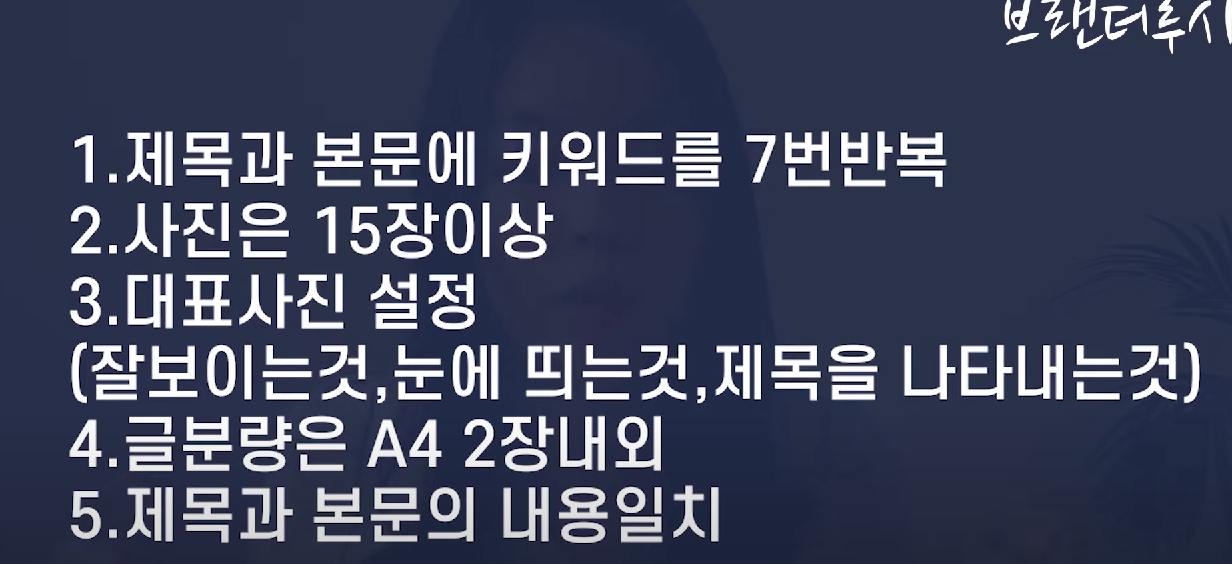 브랜더루시
1.제목과 본문에 키워드를 7번반복
2.사진은 15장이상
3.대표사진 설정
(잘보이는것,눈에 띄는것,제목을 나타내는것)
4.글분량은 A4 2장내외
5.제목과 본문의 내용일치